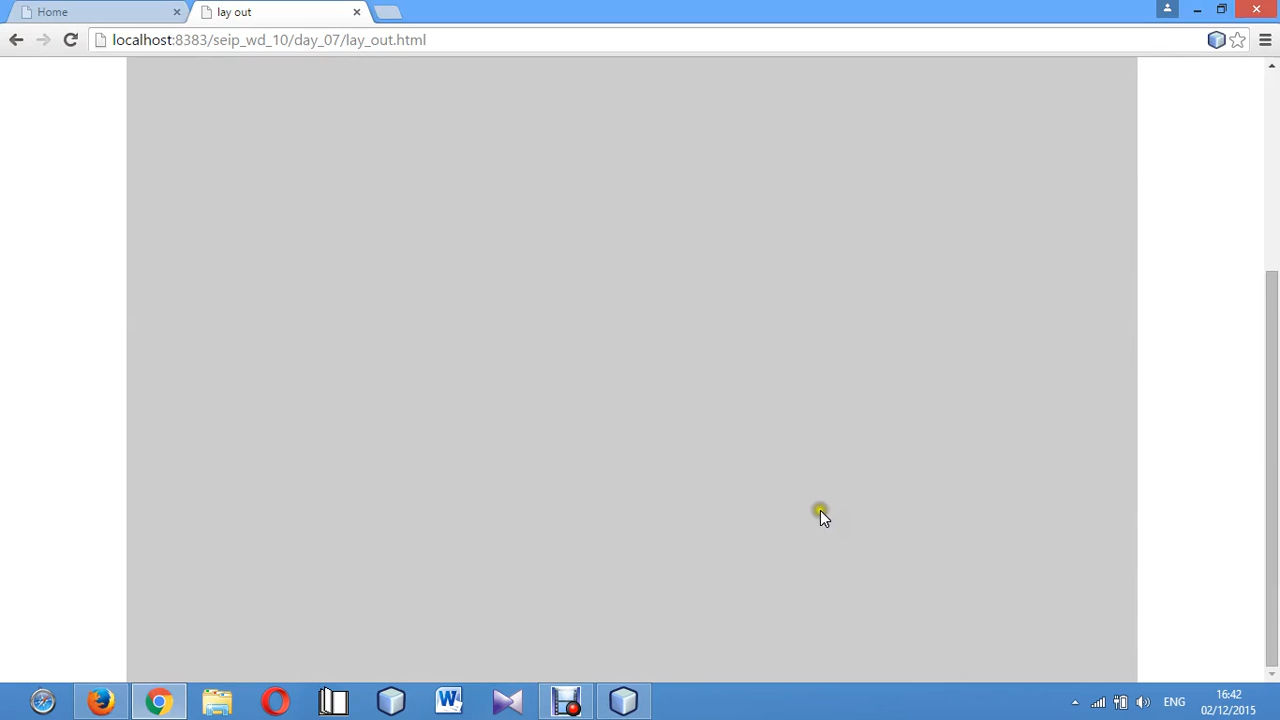 Home
lay out
localhost:8383/seip_wd_10/day_07/lay_out.html
ENG
16:42
02/12/2015